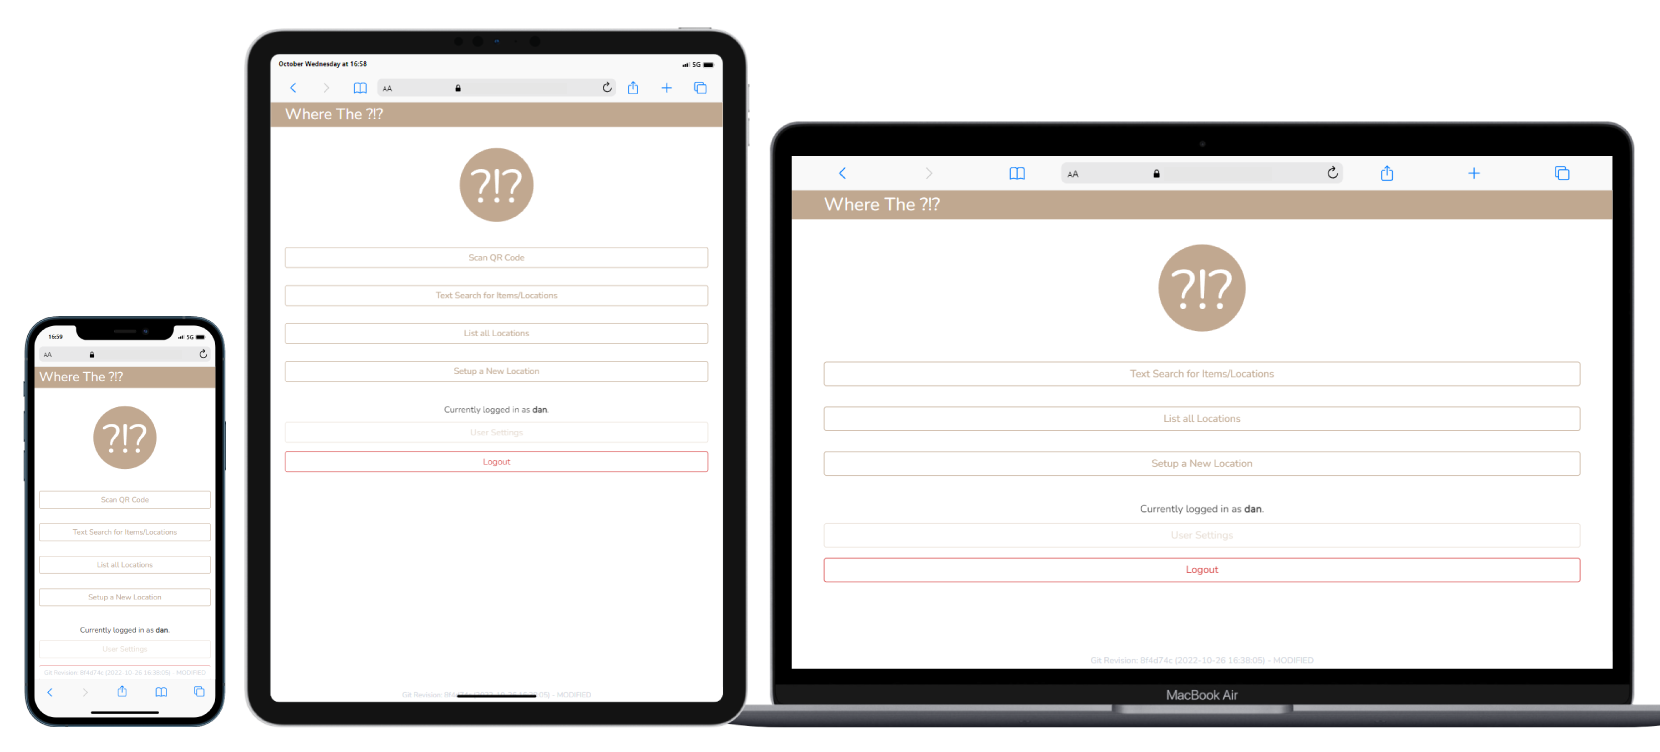 16:59
5G
AA
Where The ?!?
?!?
Scan QR Code
Text Search for Items/Locations
List all Locations
Setup a New Location
Currently logged in as dan.
User Settings
Git Revision: 8f4d74c (2022-10-26 16:38:05) - MODIFIED
October Wednesday at 16:58
5G
AA
Where The ?!?
?!?
Scan QR Code
Text Search for Items/Locations
List all Locations
Setup a New Location
Currently logged in as dan.
User Settings
Logout
Git Revision: - MODIFIED
AA
Where The ?!?
?!?
Text Search for Items/Locations
List all Locations
Setup a New Location
Currently logged in as dan.
User Settings
Logout
Git Revision: 8f4d74c (2022-10-26 16:38:05) - MODIFIED
MacBook Air